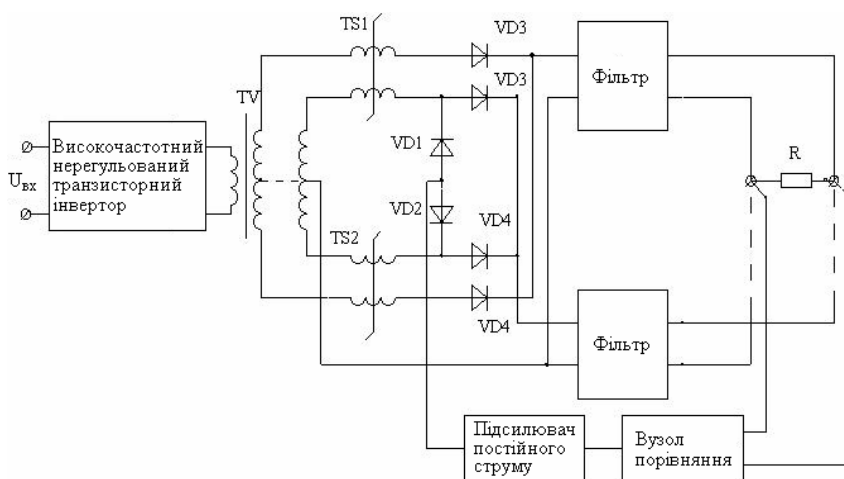 TS1
VD3
Фільтр
VD3
TV
Високочастотний
нерегульований
транзисторний
інвертор
Uвх
VD1
R
VD2
TS2
VD4
VD4
Фільтр
Підсилювач
постійного
струму
Вузол
порівняння